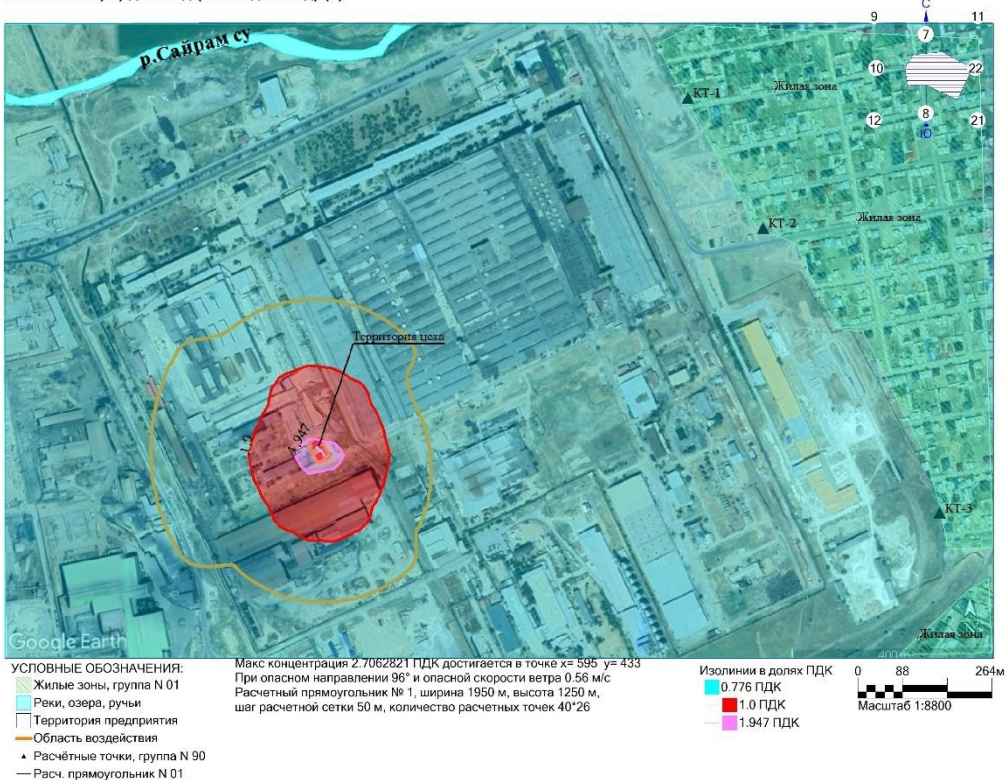 С
9
11
7
10
22
12
8
21
Ю
р.Сайрам су
КТ-1
Жилая зона
КТ-2
Жилая зона
Территория цеха
1.0
1.947
КТ-3
Жилая зона
Google Earth
400 m
УСЛОВНЫЕ ОБОЗНАЧЕНИЯ:
Жилые зоны, группа N 01
Реки, озера, ручьи
Территория предприятия
Область воздействия
Расчётные точки, группа N 90
Расч. прямоугольник N 01
Макс концентрация 2.7062821 ПДК достигается в точке x= 595 y= 433
При опасном направлении 96° и опасной скорости ветра 0.56 м/с
Расчетный прямоугольник № 1, ширина 1950 м, высота 1250 м,
шаг расчетной сетки 50 м, количество расчетных точек 40*26
Изолинии в долях ПДК
0.776 ПДК
1.0 ПДК
1.947 ПДК
0 88 264м
Масштаб 1:8800